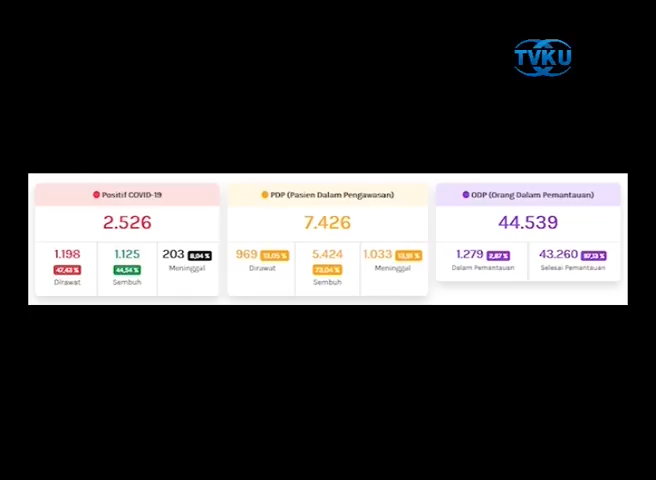 TVKU
Positif COVID-19
2.526
1.198 47,43 %
Dirawat
1.125 44,54 %
Sembuh
203 8,04 %
Meninggal
PDP (Pasien Dalam Pengawasan)
7.426
969 13,05 %
Dirawat
5.424 73,04 %
Sembuh
1.033 13,91 %
Meninggal
ODP (Orang Dalam Pemantauan)
44.539
1.279 2,87 %
Dalam Pemantauan
43.260 97,13 %
Selesai Pemantauan